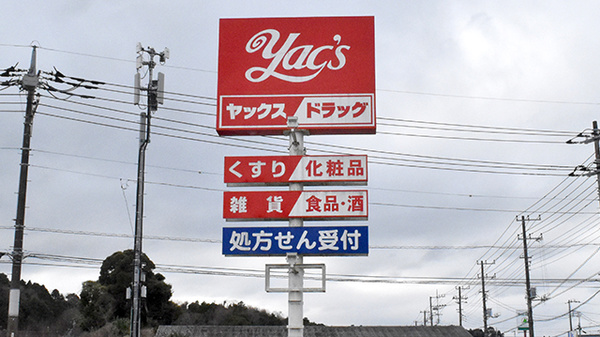 Yac's
ヤックス/ドラッグ
くすり/化粧品
雑貨/食品・酒
処方せん受付